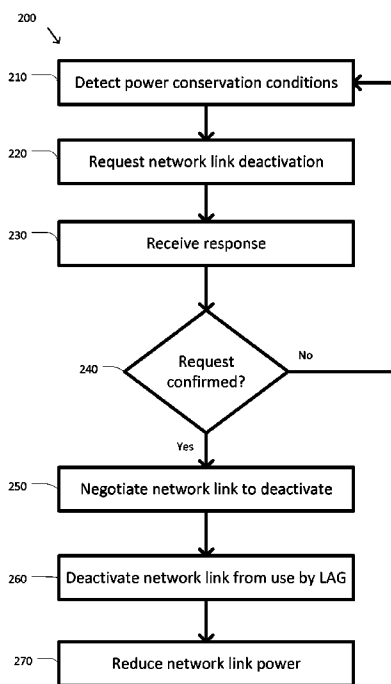 200
210
Detect power conservation conditions
220
Request network link deactivation
230
Receive response
240
Request
confirmed?
No
Yes
250
Negotiate network link to deactivate
260
Deactivate network link from use by LAG
270
Reduce network link power